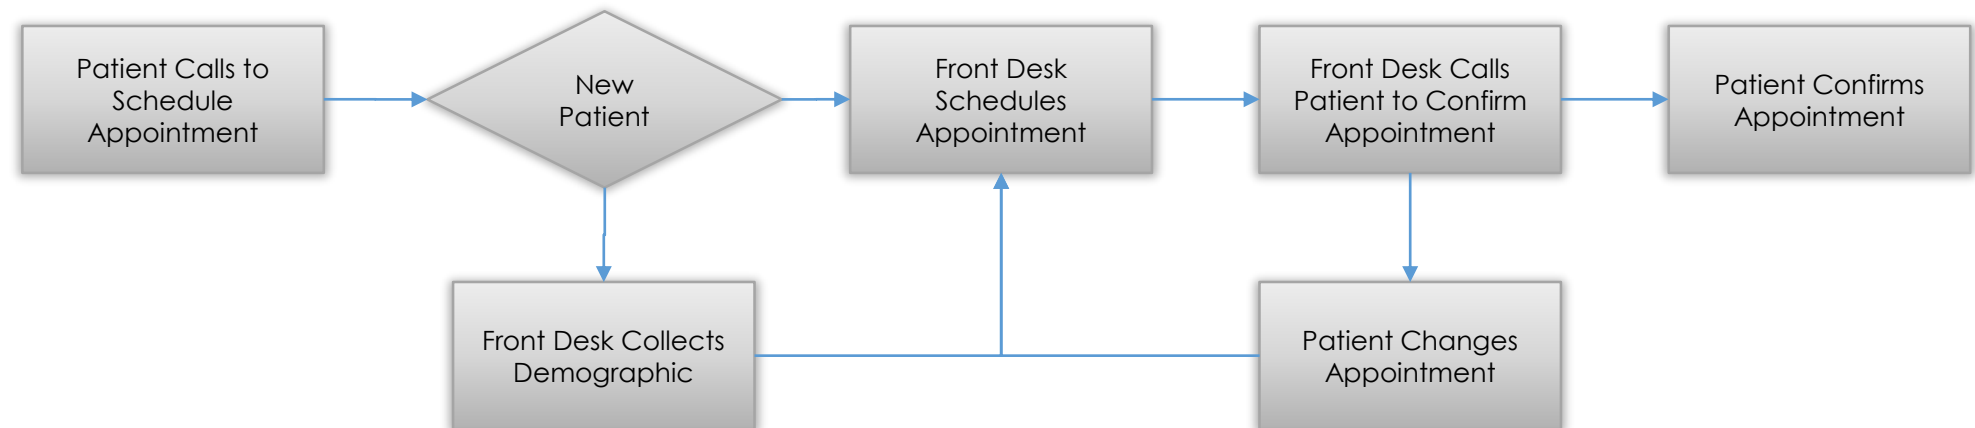 Patient Calls to
Schedule
Appointment
New
Patient
Front Desk
Schedules
Appointment
Front Desk Calls
Patient to Confirm
Appointment
Patient Confirms
Appointment
Front Desk Collects
Demographic
Patient Changes
Appointment